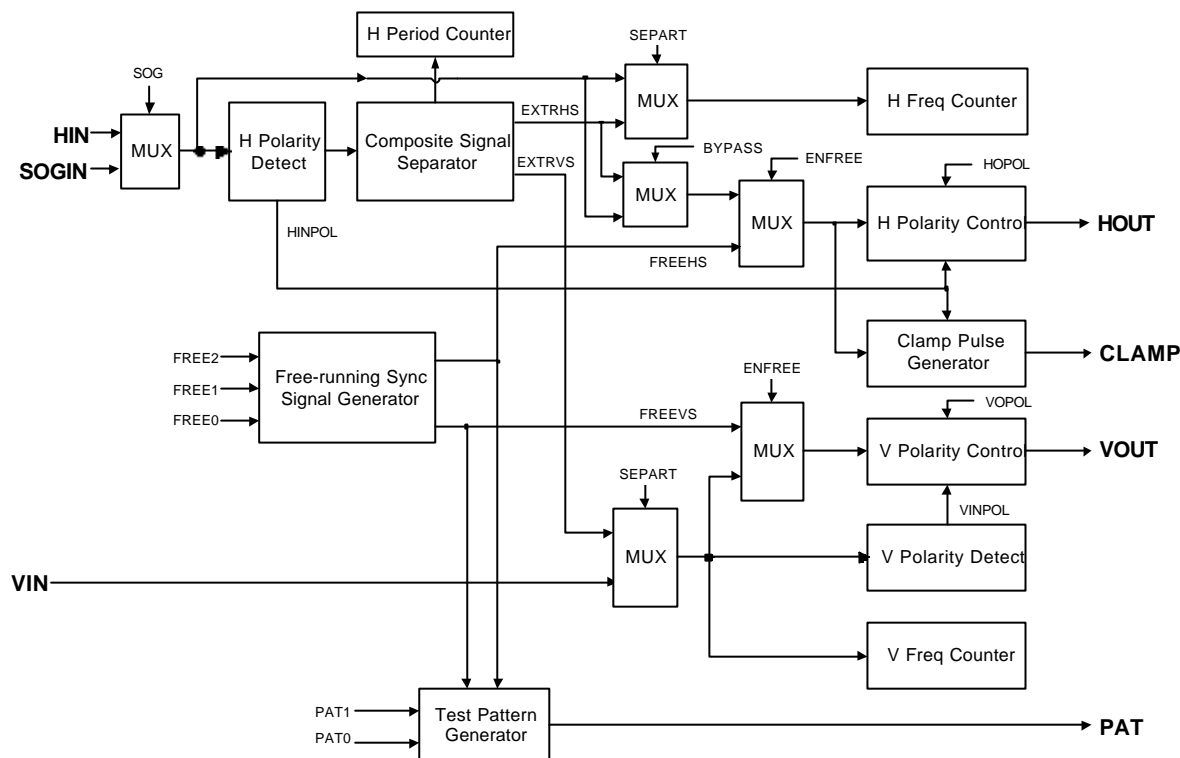 H Period Counter
SEPART
SOG
MUX
H Freq Counter
HIN
SOGIN
MUX
H Polarity
Detect
Composite Signal
Separator
EXTRHS
EXTRVS
BYPASS
MUX
ENFREE
MUX
HOPOL
H Polarity Control
HOUT
HINPOL
FREEHS
Clamp Pulse
Generator
CLAMP
FREE2
FREE1
FREE0
Free-running Sync
Signal Generator
ENFREE
FREEVS
MUX
VOPOL
V Polarity Control
VOUT
SEPART
MUX
VINPOL
V Polarity Detect
VIN
V Freq Counter
PAT1
PAT0
Test Pattern
Generator
PAT